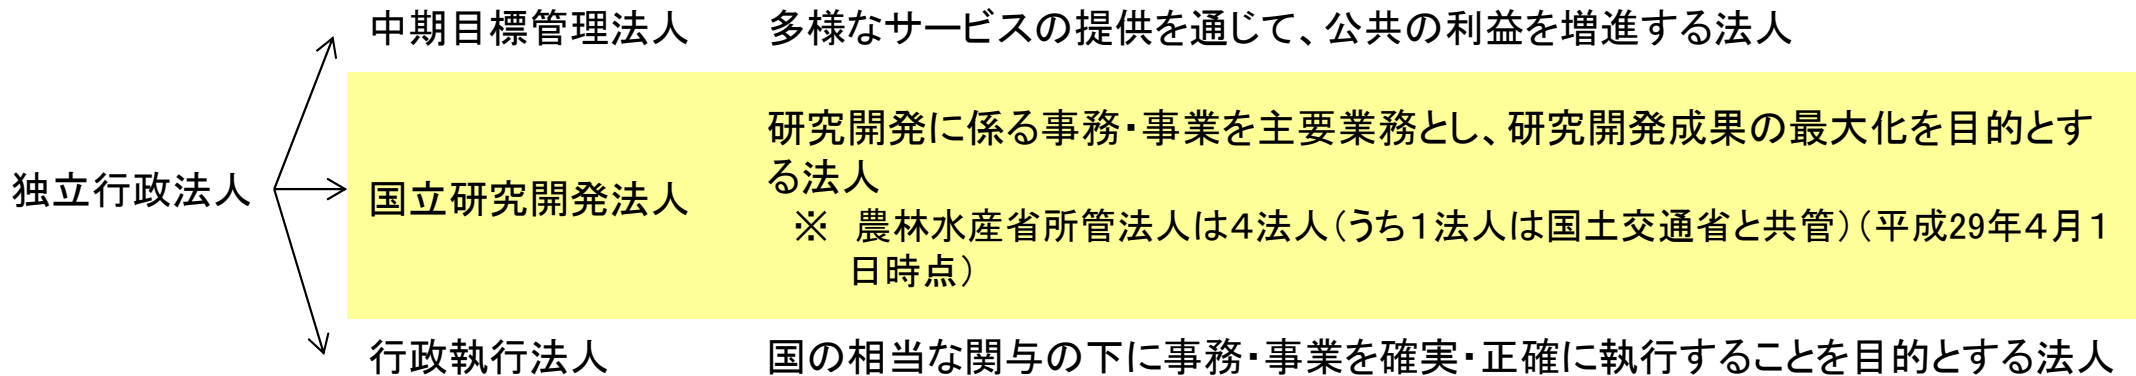 中期目標管理法人　多様なサービスの提供を通じて、公共の利益を増進する法人
研究開発に係る事務・事業を主要業務とし、研究開発成果の最大化を目的とす
る法人
独立行政法人　国立研究開発法人
※　農林水産省所管法人は４法人（うち１法人は国土交通省と共管）（平成29年４月１
日時点）
行政執行法人　国の相当な関与の下に事務・事業を確実・正確に執行することを目的とする法人